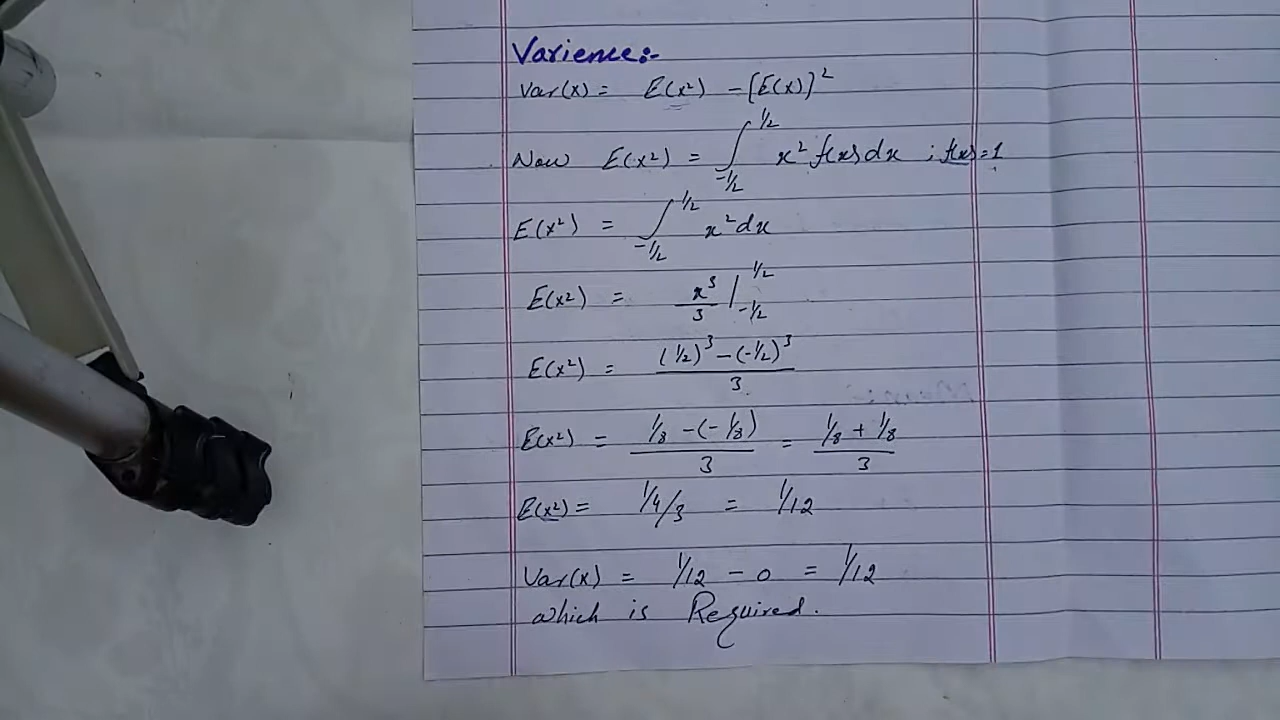 Varience:-
Var(x) = E(x²) - [E(x)]²
Now E(x²) = ∫_{-1/2}^{1/2} x² f(x) dx ; f(x) = 1
E(x²) = ∫_{-1/2}^{1/2} x² dx
E(x²) = x³/3 |_{-1/2}^{1/2}
E(x²) = ((1/2)³ - (-1/2)³)/3
E(x²) = (1/8 - (-1/8))/3 = (1/8 + 1/8)/3
E(x²) = 1/4/3 = 1/12
Var(x) = 1/12 - 0 = 1/12
which is Required.